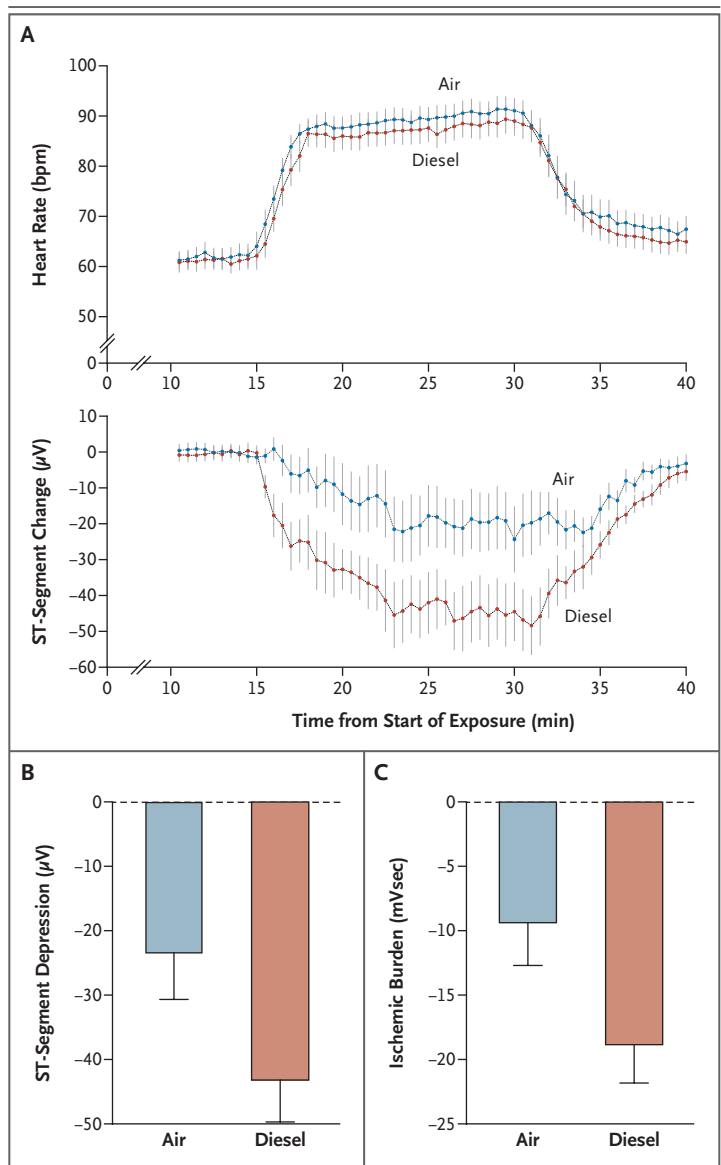 A
100
90
80
70
60
50
0
Heart Rate (bpm)
Air
Diesel
0 10 15 20 25 30 35 40
10
0
–10
–20
–30
–40
–50
–60
ST-Segment Change (µV)
Air
Diesel
0 10 15 20 25 30 35 40
Time from Start of Exposure (min)
B
0
–10
–20
–30
–40
–50
ST-Segment Depression (µV)
Air Diesel
C
0
–5
–10
–15
–20
–25
Ischemic Burden (mVsec)
Air Diesel